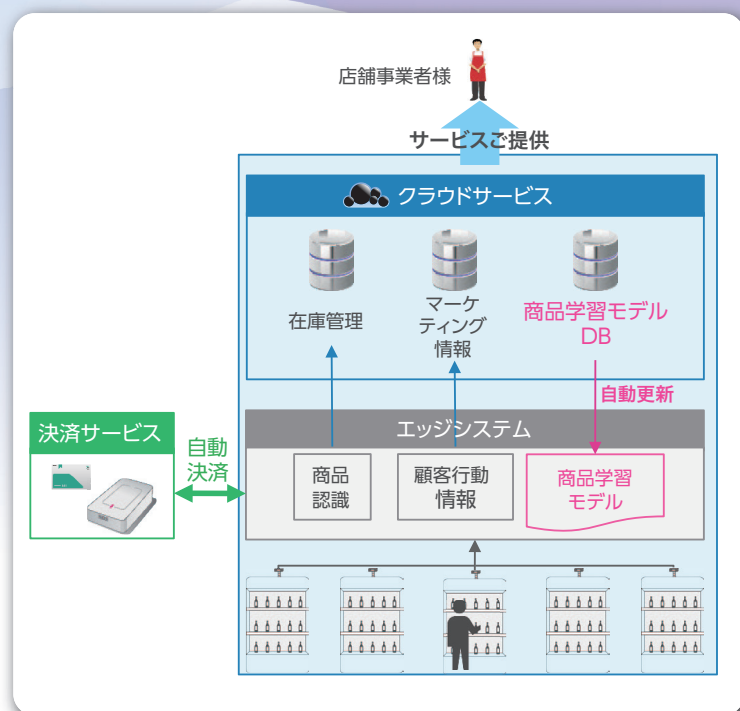 店舗事業者様
サービスご提供
クラウドサービス
在庫管理
マーケ
ティング
情報
商品学習モデル
DB
自動更新
決済サービス
自動
決済
エッジシステム
商品
認識
顧客行動
情報
商品学習
モデル